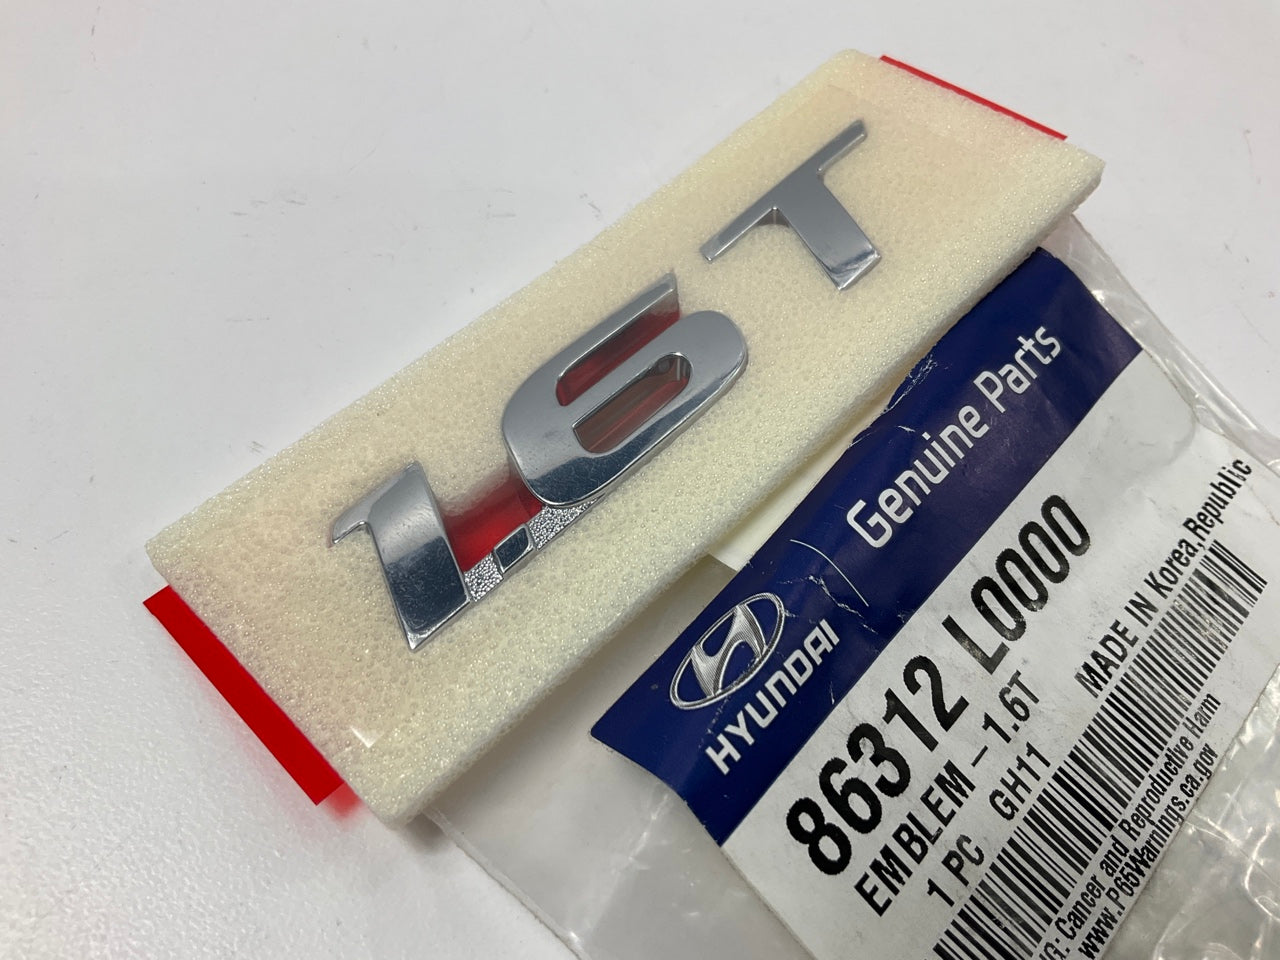 1.6T
Genuine Parts
HYUNDAI
86312 L0000
EMBLEM-1.6T
1 PC GH11 MADE IN Korea,Republic
G: Cancer and Reproductive Harm
www.P65Warnings.ca.gov